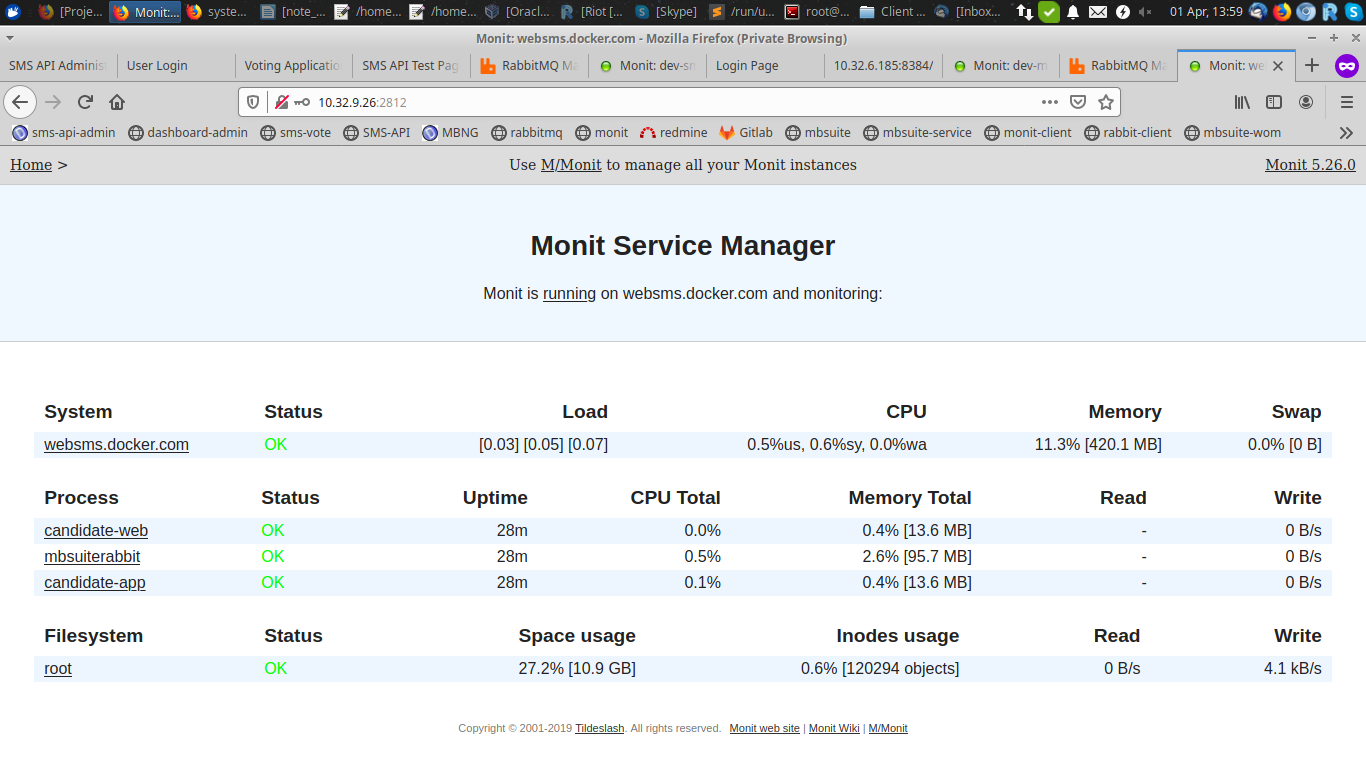 [Proje... Monit:... syste... [note_... /home... /home... [Oracl... [Riot [... [Skype] /run/u... root@... Client ... [Inbox... 01 Apr, 13:59
Monit: websms.docker.com - Mozilla Firefox (Private Browsing)
SMS API Adminis User Login Voting Applicatio SMS API Test Pag RabbitMQ Ma Monit: dev-sm Login Page 10.32.6.185:8384/ Monit: dev-m RabbitMQ Ma Monit: we
10.32.9.26:2812
sms-api-admin dashboard-admin sms-vote SMS-API MBNG rabbitmq monit redmine Gitlab mbsuite mbsuite-service monit-client rabbit-client mbsuite-wom
Home > Use M/Monit to manage all your Monit instances Monit 5.26.0
Monit Service Manager
Monit is running on websms.docker.com and monitoring:
System Status Load CPU Memory Swap
websms.docker.com OK [0.03] [0.05] [0.07] 0.5%us, 0.6%sy, 0.0%wa 11.3% [420.1 MB] 0.0% [0 B]
Process Status Uptime CPU Total Memory Total Read Write
candidate-web OK 28m 0.0% 0.4% [13.6 MB] - 0 B/s
mbsuiterabbit OK 28m 0.5% 2.6% [95.7 MB] - 0 B/s
candidate-app OK 28m 0.1% 0.4% [13.6 MB] - 0 B/s
Filesystem Status Space usage Inodes usage Read Write
root OK 27.2% [10.9 GB] 0.6% [120294 objects] 0 B/s 4.1 kB/s
Copyright © 2001-2019 Tildeslash. All rights reserved. Monit web site | Monit Wiki | M/Monit